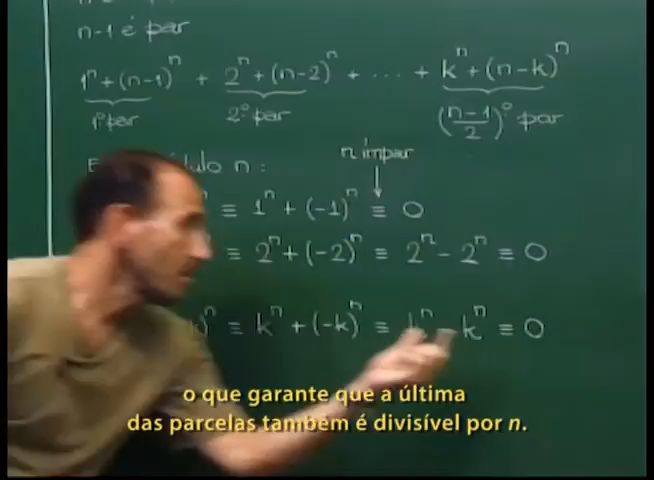 n-1 é par
1ⁿ+(n-1)ⁿ + 2ⁿ+(n-2)ⁿ + ... + kⁿ+(n-k)ⁿ
1º par 2º par ((n-1)/2)º par
n :
n ímpar
ⁿ ≡ 1ⁿ + (-1)ⁿ ≡ 0
≡ 2ⁿ + (-2)ⁿ ≡ 2ⁿ - 2ⁿ ≡ 0
)ⁿ ≡ kⁿ + (-k)ⁿ ≡ kⁿ kⁿ ≡ 0
o que garante que a última
das parcelas também é divisível por n.